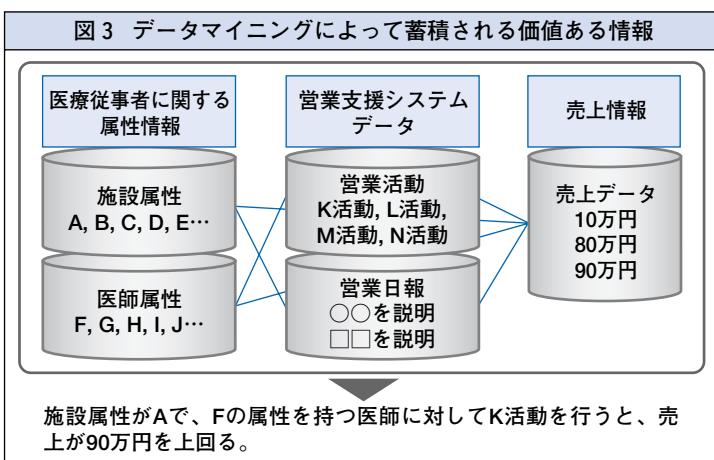 図3 データマイニングによって蓄積される価値ある情報
医療従事者に関する
属性情報
営業支援システム
データ
売上情報
施設属性
A, B, C, D, E…
医師属性
F, G, H, I, J…
営業活動
K活動, L活動,
M活動, N活動
営業日報
○○を説明
□□を説明
売上データ
10万円
80万円
90万円
施設属性がAで、Fの属性を持つ医師に対してK活動を行うと、売
上が90万円を上回る。